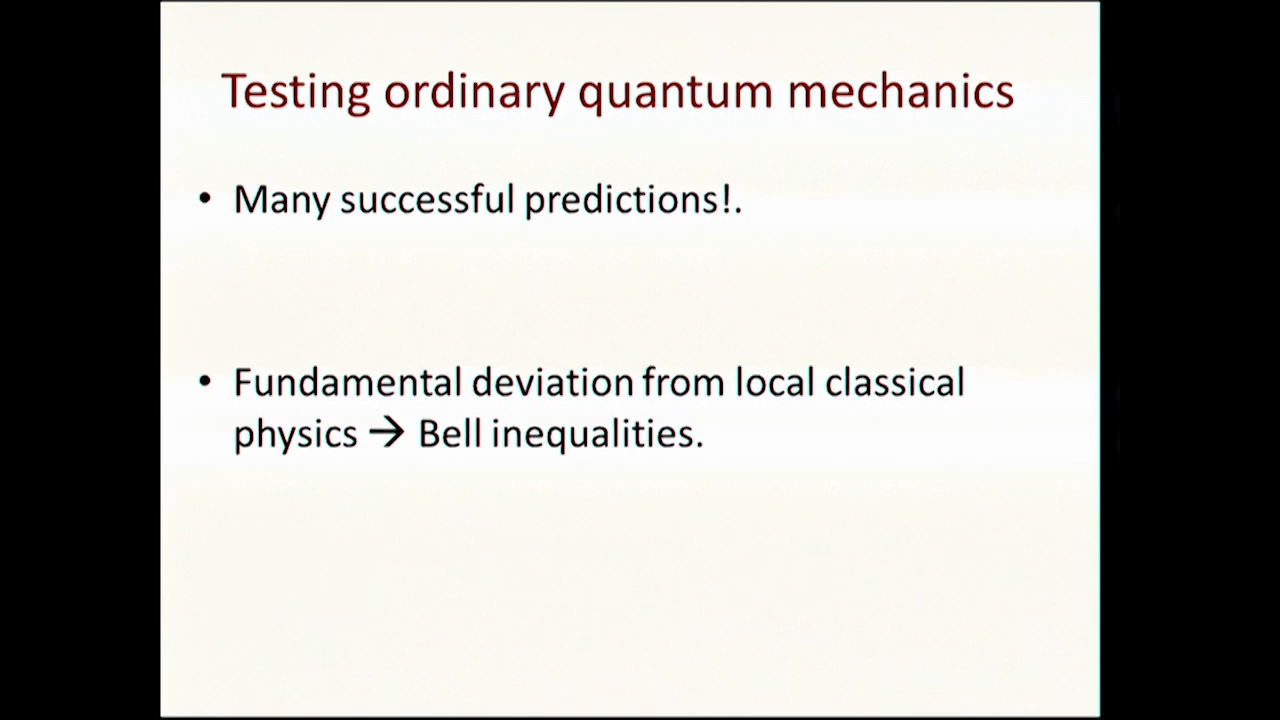 Testing ordinary quantum mechanics
• Many successful predictions!.
• Fundamental deviation from local classical
physics → Bell inequalities.